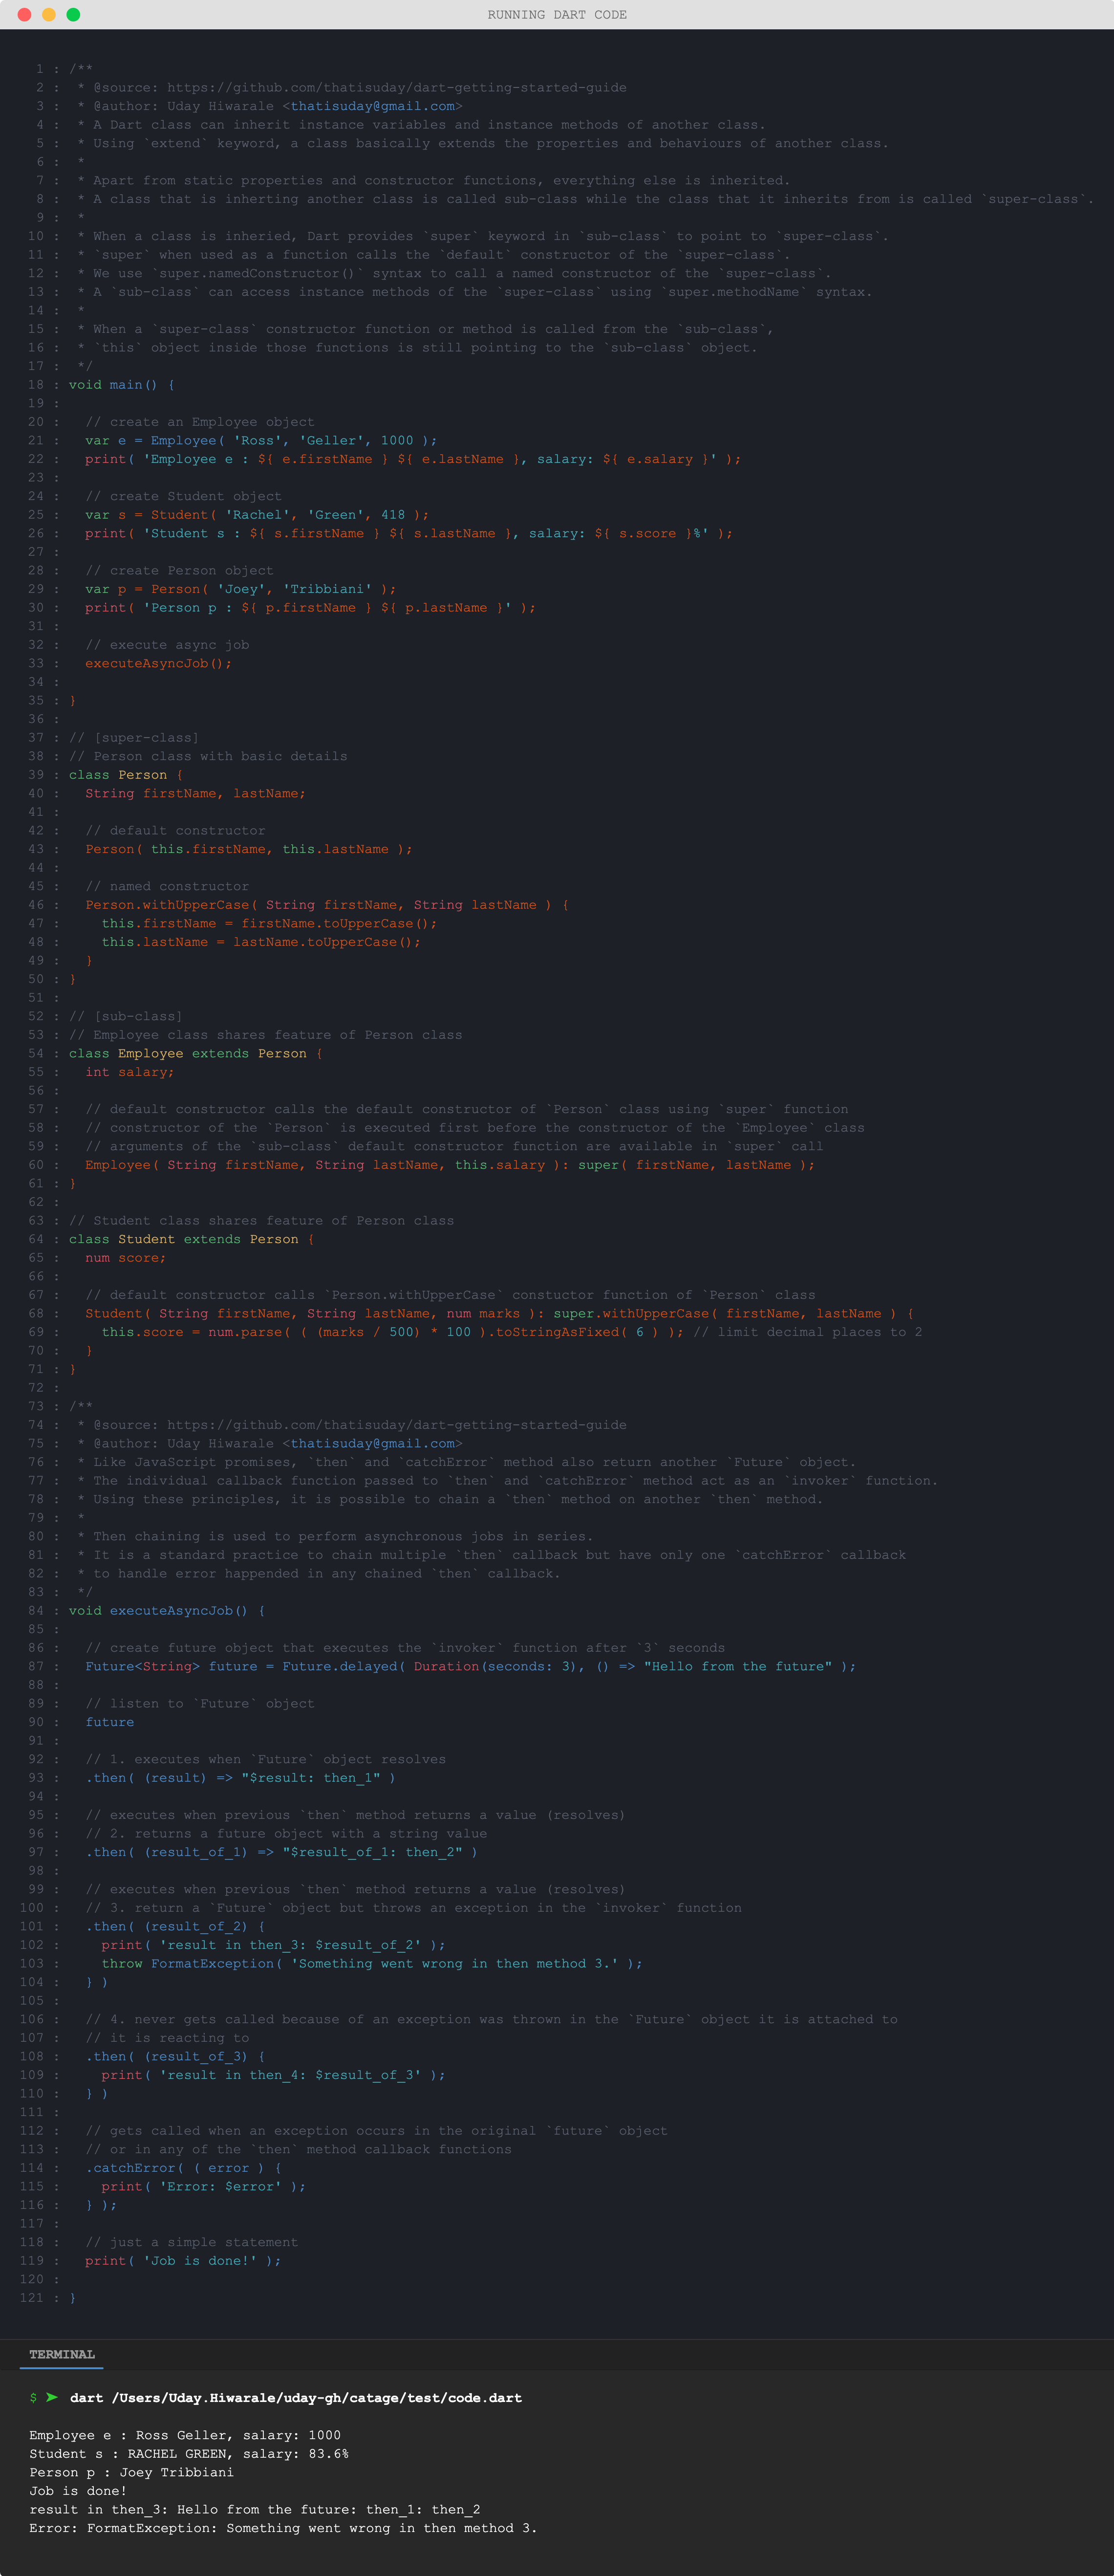 RUNNING DART CODE
1 : /**
2 :  * @source: https://github.com/thatisuday/dart-getting-started-guide
3 :  * @author: Uday Hiwarale <thatisuday@gmail.com>
4 :  * A Dart class can inherit instance variables and instance methods of another class.
5 :  * Using `extend` keyword, a class basically extends the properties and behaviours of another class.
6 :  *
7 :  * Apart from static properties and constructor functions, everything else is inherited.
8 :  * A class that is inherting another class is called sub-class while the class that it inherits from is called `super-class`.
9 :  *
10 :  * When a class is inheried, Dart provides `super` keyword in `sub-class` to point to `super-class`.
11 :  * `super` when used as a function calls the `default` constructor of the `super-class`.
12 :  * We use `super.namedConstructor()` syntax to call a named constructor of the `super-class`.
13 :  * A `sub-class` can access instance methods of the `super-class` using `super.methodName` syntax.
14 :  *
15 :  * When a `super-class` constructor function or method is called from the `sub-class`,
16 :  * `this` object inside those functions is still pointing to the `sub-class` object.
17 :  */
18 : void main() {
19 :
20 :   // create an Employee object
21 :   var e = Employee( 'Ross', 'Geller', 1000 );
22 :   print( 'Employee e : ${ e.firstName } ${ e.lastName }, salary: ${ e.salary }' );
23 :
24 :   // create Student object
25 :   var s = Student( 'Rachel', 'Green', 418 );
26 :   print( 'Student s : ${ s.firstName } ${ s.lastName }, salary: ${ s.score }%' );
27 :
28 :   // create Person object
29 :   var p = Person( 'Joey', 'Tribbiani' );
30 :   print( 'Person p : ${ p.firstName } ${ p.lastName }' );
31 :
32 :   // execute async job
33 :   executeAsyncJob();
34 :
35 : }
36 :
37 : // [super-class]
38 : // Person class with basic details
39 : class Person {
40 :   String firstName, lastName;
41 :
42 :   // default constructor
43 :   Person( this.firstName, this.lastName );
44 :
45 :   // named constructor
46 :   Person.withUpperCase( String firstName, String lastName ) {
47 :     this.firstName = firstName.toUpperCase();
48 :     this.lastName = lastName.toUpperCase();
49 :   }
50 : }
51 :
52 : // [sub-class]
53 : // Employee class shares feature of Person class
54 : class Employee extends Person {
55 :   int salary;
56 :
57 :   // default constructor calls the default constructor of `Person` class using `super` function
58 :   // constructor of the `Person` is executed first before the constructor of the `Employee` class
59 :   // arguments of the `sub-class` default constructor function are available in `super` call
60 :   Employee( String firstName, String lastName, this.salary ): super( firstName, lastName );
61 : }
62 :
63 : // Student class shares feature of Person class
64 : class Student extends Person {
65 :   num score;
66 :
67 :   // default constructor calls `Person.withUpperCase` constuctor function of `Person` class
68 :   Student( String firstName, String lastName, num marks ): super.withUpperCase( firstName, lastName ) {
69 :     this.score = num.parse( ( (marks / 500) * 100 ).toStringAsFixed( 6 ) ); // limit decimal places to 2
70 :   }
71 : }
72 :
73 : /**
74 :  * @source: https://github.com/thatisuday/dart-getting-started-guide
75 :  * @author: Uday Hiwarale <thatisuday@gmail.com>
76 :  * Like JavaScript promises, `then` and `catchError` method also return another `Future` object.
77 :  * The individual callback function passed to `then` and `catchError` method act as an `invoker` function.
78 :  * Using these principles, it is possible to chain a `then` method on another `then` method.
79 :  *
80 :  * Then chaining is used to perform asynchronous jobs in series.
81 :  * It is a standard practice to chain multiple `then` callback but have only one `catchError` callback
82 :  * to handle error happended in any chained `then` callback.
83 :  */
84 : void executeAsyncJob() {
85 :
86 :   // create future object that executes the `invoker` function after `3` seconds
87 :   Future<String> future = Future.delayed( Duration(seconds: 3), () => "Hello from the future" );
88 :
89 :   // listen to `Future` object
90 :   future
91 :
92 :   // 1. executes when `Future` object resolves
93 :   .then( (result) => "$result: then_1" )
94 :
95 :   // executes when previous `then` method returns a value (resolves)
96 :   // 2. returns a future object with a string value
97 :   .then( (result_of_1) => "$result_of_1: then_2" )
98 :
99 :   // executes when previous `then` method returns a value (resolves)
100 :   // 3. return a `Future` object but throws an exception in the `invoker` function
101 :   .then( (result_of_2) {
102 :     print( 'result in then_3: $result_of_2' );
103 :     throw FormatException( 'Something went wrong in then method 3.' );
104 :   } )
105 :
106 :   // 4. never gets called because of an exception was thrown in the `Future` object it is attached to
107 :   // it is reacting to
108 :   .then( (result_of_3) {
109 :     print( 'result in then_4: $result_of_3' );
110 :   } )
111 :
112 :   // gets called when an exception occurs in the original `future` object
113 :   // or in any of the `then` method callback functions
114 :   .catchError( ( error ) {
115 :     print( 'Error: $error' );
116 :   } );
117 :
118 :   // just a simple statement
119 :   print( 'Job is done!' );
120 :
121 : }
TERMINAL
$ ➤ dart /Users/Uday.Hiwarale/uday-gh/catage/test/code.dart
Employee e : Ross Geller, salary: 1000
Student s : RACHEL GREEN, salary: 83.6%
Person p : Joey Tribbiani
Job is done!
result in then_3: Hello from the future: then_1: then_2
Error: FormatException: Something went wrong in then method 3.